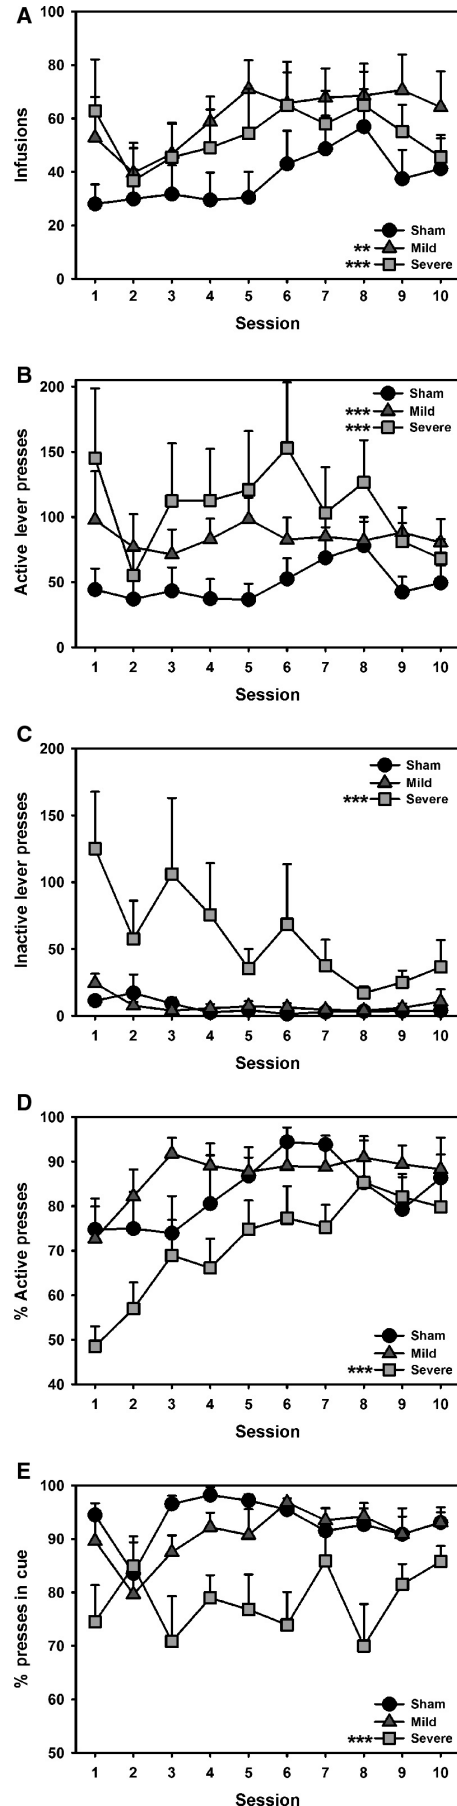 A
100
80
60
40
20
0
Infusions
Sham
** Mild
*** Severe
1 2 3 4 5 6 7 8 9 10
Session
B
200
150
100
50
0
Active lever presses
Sham
*** Mild
*** Severe
1 2 3 4 5 6 7 8 9 10
Session
C
200
150
100
50
0
Inactive lever presses
Sham
Mild
*** Severe
1 2 3 4 5 6 7 8 9 10
Session
D
100
90
80
70
60
50
40
% Active presses
Sham
Mild
*** Severe
1 2 3 4 5 6 7 8 9 10
Session
E
100
90
80
70
60
50
% presses in cue
Sham
Mild
*** Severe
1 2 3 4 5 6 7 8 9 10
Session